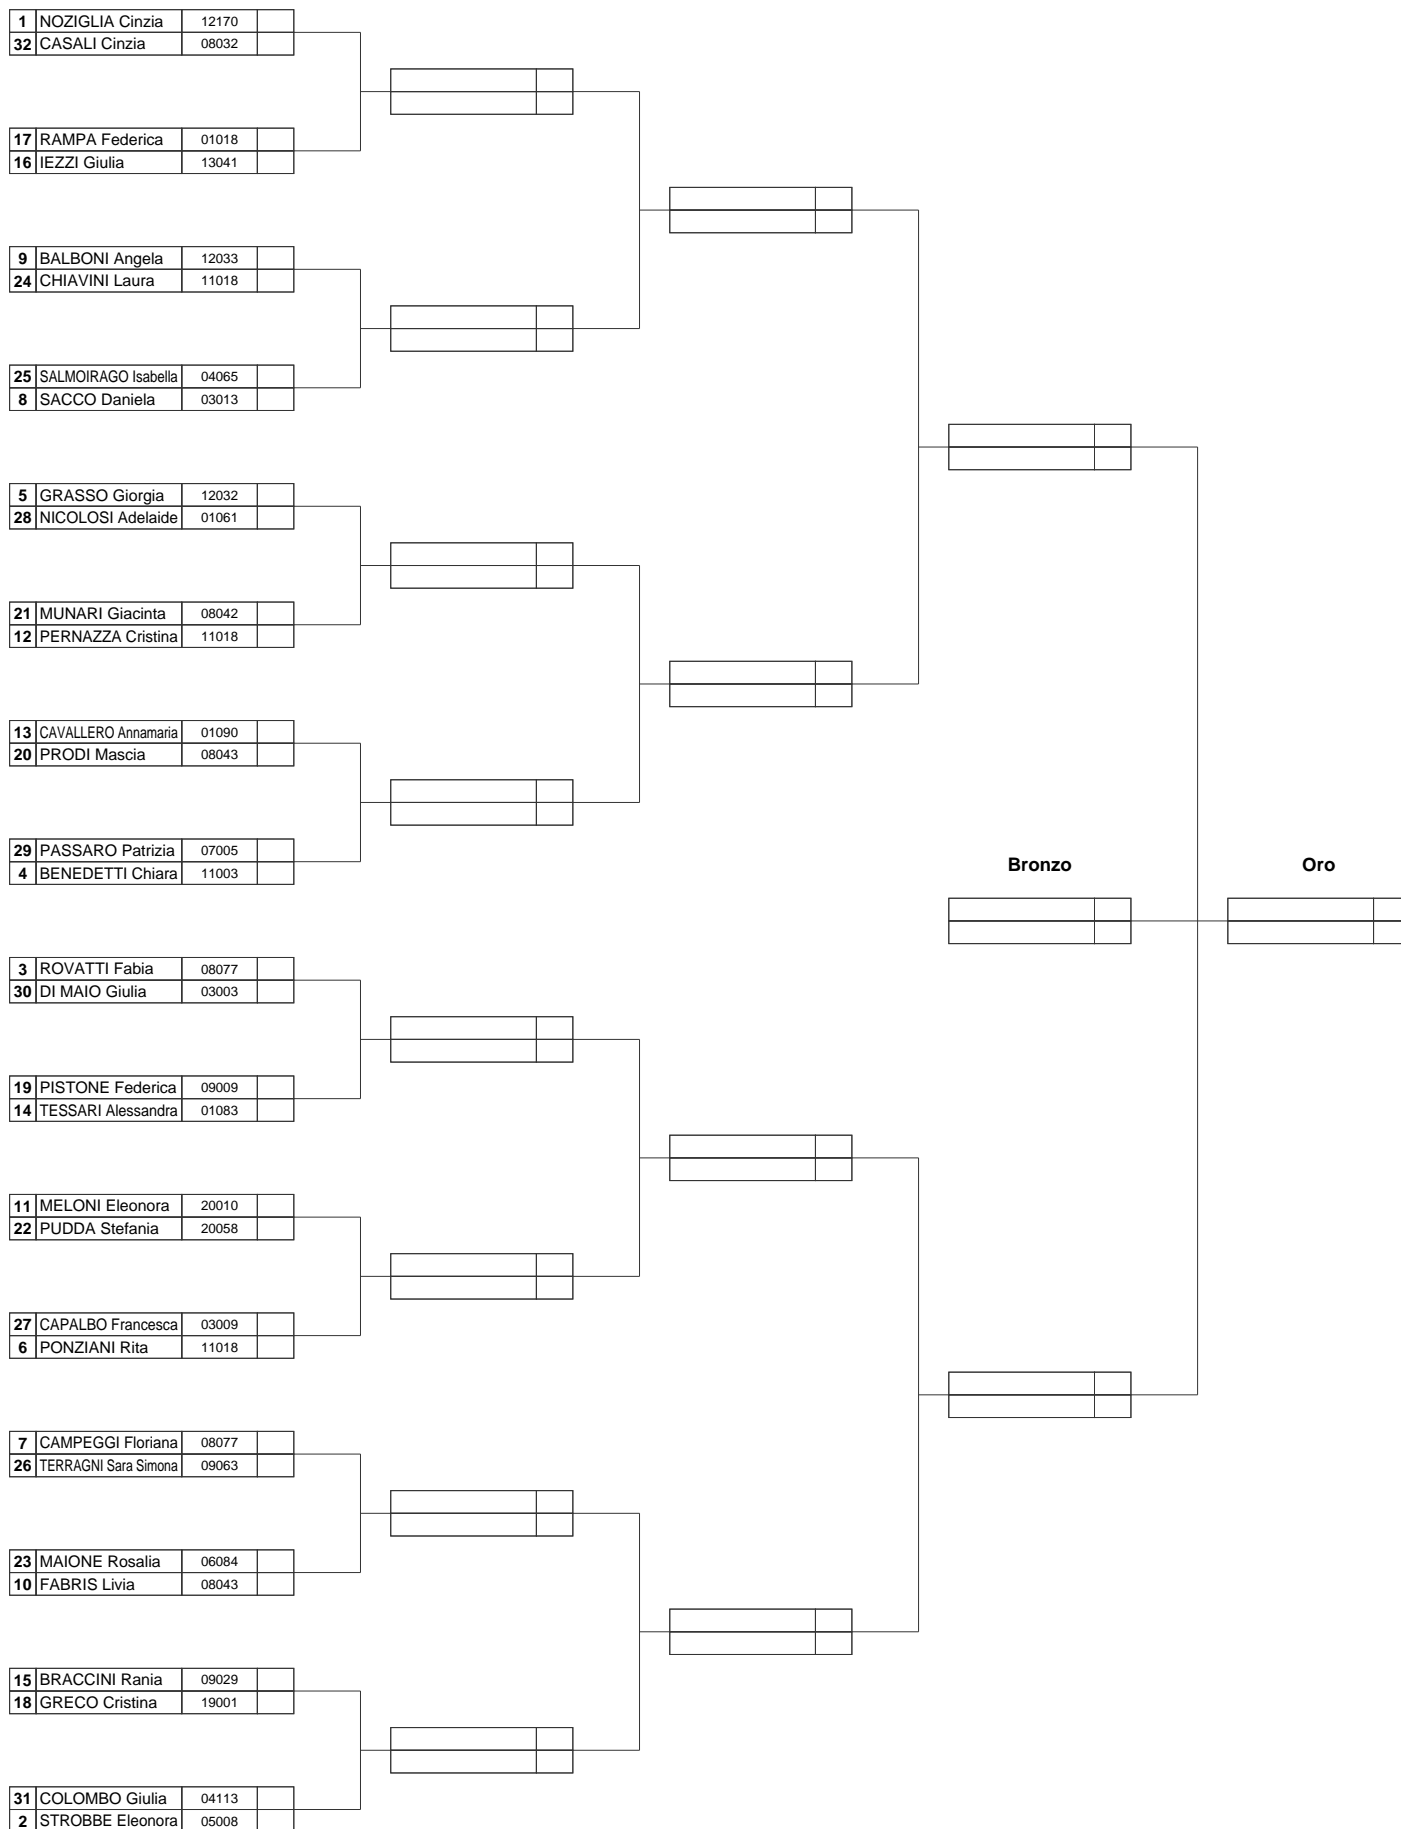 1 NOZIGLIA Cinzia 12170
32 CASALI Cinzia 08032
17 RAMPA Federica 01018
16 IEZZI Giulia 13041
9 BALBONI Angela 12033
24 CHIAVINI Laura 11018
25 SALMOIRAGO Isabella 04065
8 SACCO Daniela 03013
5 GRASSO Giorgia 12032
28 NICOLOSI Adelaide 01061
21 MUNARI Giacinta 08042
12 PERNAZZA Cristina 11018
13 CAVALLERO Annamaria 01090
20 PRODI Mascia 08043
29 PASSARO Patrizia 07005
4 BENEDETTI Chiara 11003
Bronzo Oro
3 ROVATTI Fabia 08077
30 DI MAIO Giulia 03003
19 PISTONE Federica 09009
14 TESSARI Alessandra 01083
11 MELONI Eleonora 20010
22 PUDDA Stefania 20058
27 CAPALBO Francesca 03009
6 PONZIANI Rita 11018
7 CAMPEGGI Floriana 08077
26 TERRAGNI Sara Simona 09063
23 MAIONE Rosalia 06084
10 FABRIS Livia 08043
15 BRACCINI Rania 09029
18 GRECO Cristina 19001
31 COLOMBO Giulia 04113
2 STROBBE Eleonora 05008